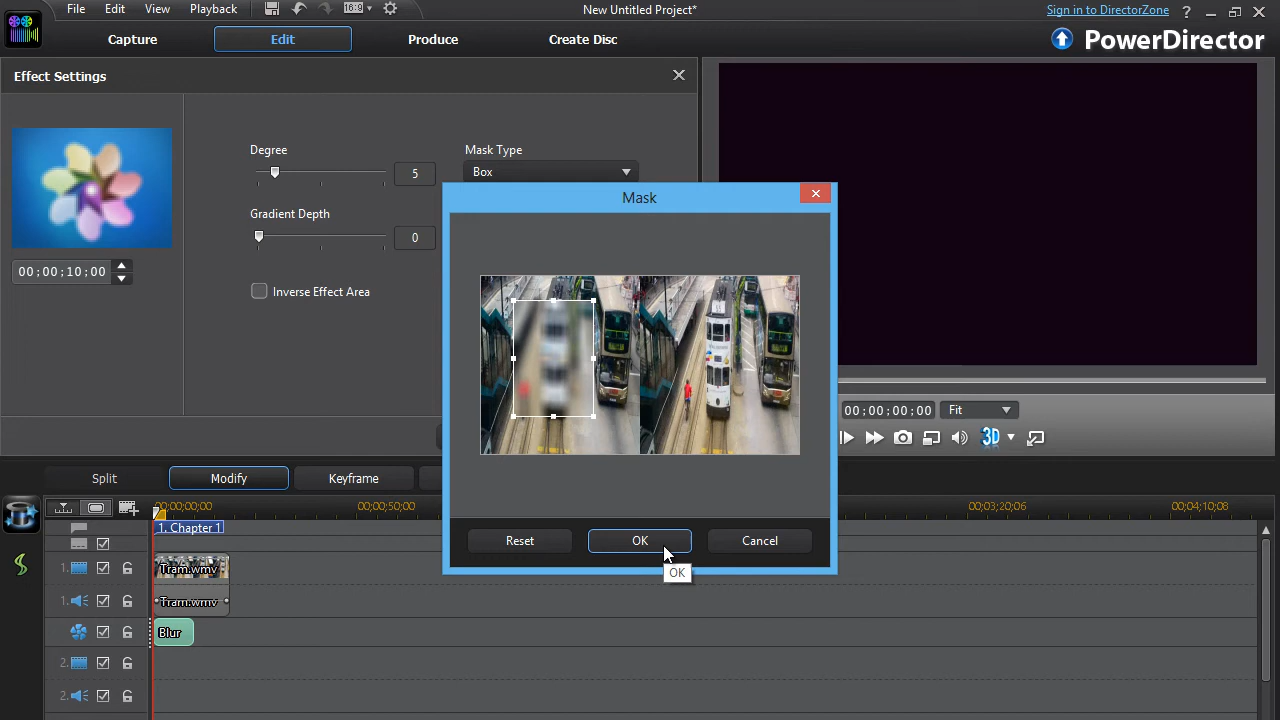 File Edit View Playback 16:9 New Untitled Project* Sign in to DirectorZone ?
Capture Edit Produce Create Disc PowerDirector
Effect Settings
Degree Mask Type
5 Box
Mask
Gradient Depth
0
00;00;10;00
Inverse Effect Area
00;00;00;00 Fit
3D
Split Modify Keyframe
Reset OK Cancel
OK
00;00;00;00 00;00;50;00 00;03;20;06 00;04;10;08
1. Chapter 1
1. Tram.wmv
1. Tram.wmv
Blur
2.
2.